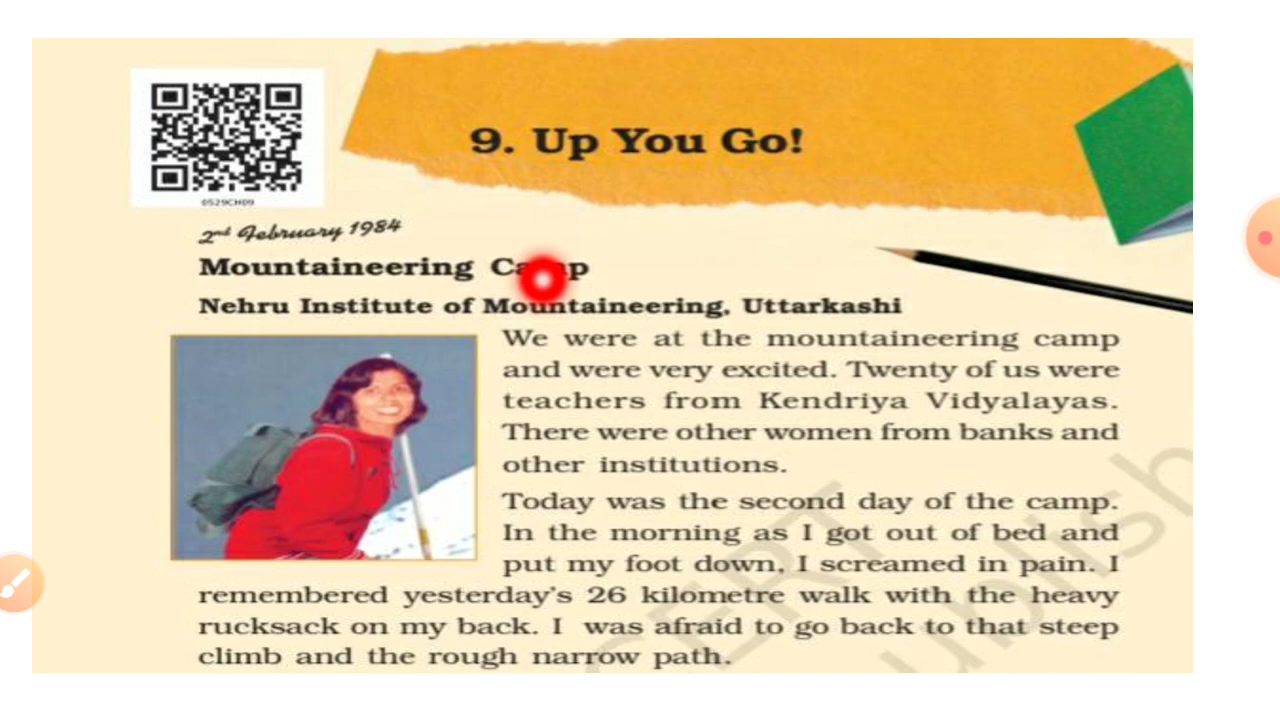 9. Up You Go!
0529CH09
2nd February 1984
Mountaineering Camp
Nehru Institute of Mountaineering, Uttarkashi
We were at the mountaineering camp
and were very excited. Twenty of us were
teachers from Kendriya Vidyalayas.
There were other women from banks and
other institutions.
Today was the second day of the camp.
In the morning as I got out of bed and
put my foot down, I screamed in pain. I
remembered yesterday's 26 kilometre walk with the heavy
rucksack on my back. I was afraid to go back to that steep
climb and the rough narrow path.